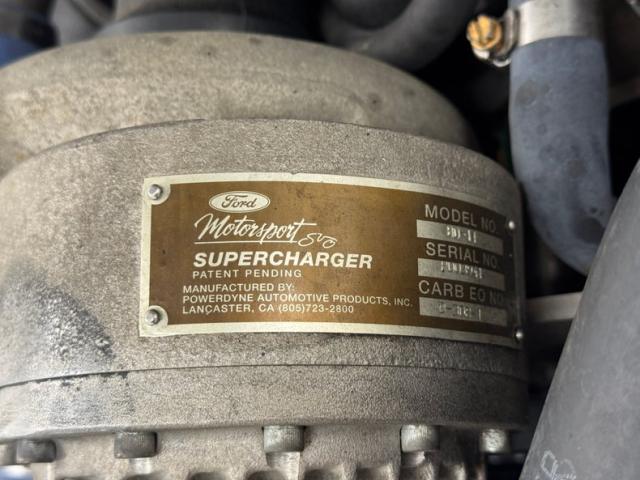 Ford
Motorsport SVO
SUPERCHARGER
PATENT PENDING
MANUFACTURED BY:
POWERDYNE AUTOMOTIVE PRODUCTS, INC.
LANCASTER, CA (805)723-2800
MODEL NO.
SERIAL NO.
CARB EO NO